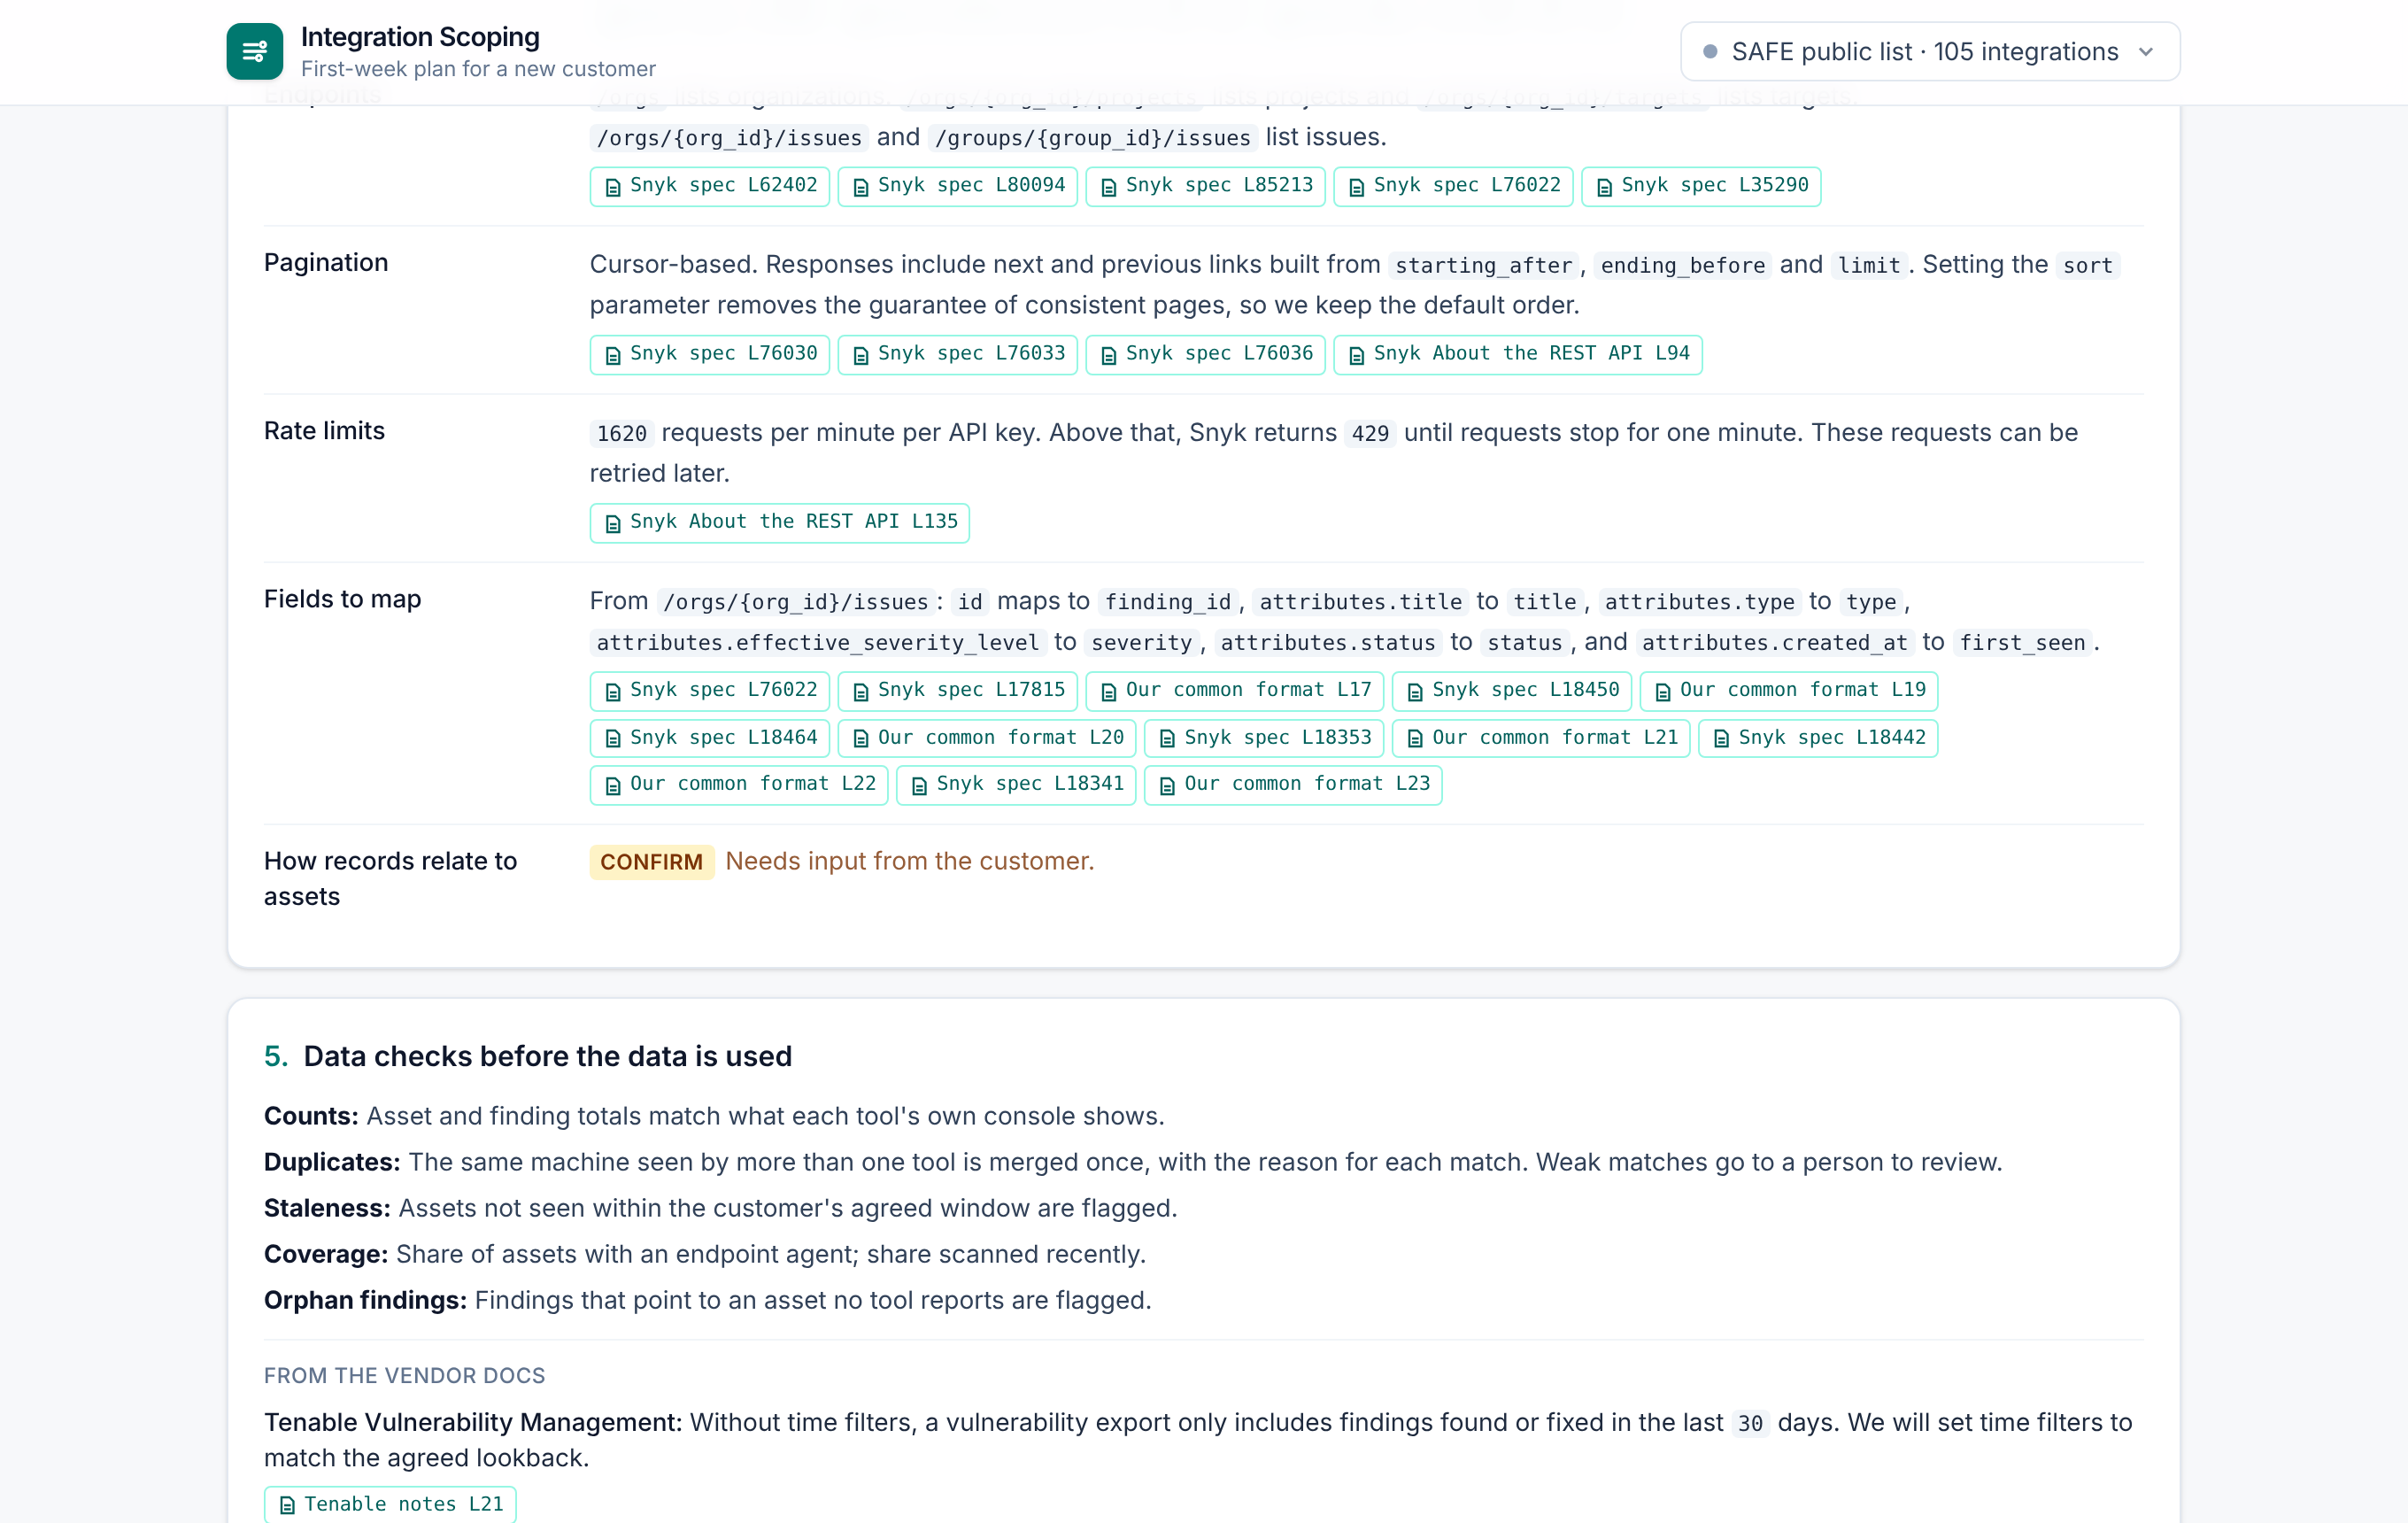 Integration Scoping
First-week plan for a new customer
SAFE public list · 105 integrations
Endpoints
/orgs lists organizations. /orgs/{org_id}/projects lists projects and /orgs/{org_id}/targets lists targets.
/orgs/{org_id}/issues and /groups/{group_id}/issues list issues.
Snyk spec L62402 Snyk spec L80094 Snyk spec L85213 Snyk spec L76022 Snyk spec L35290
Pagination
Cursor-based. Responses include next and previous links built from starting_after, ending_before and limit. Setting the sort
parameter removes the guarantee of consistent pages, so we keep the default order.
Snyk spec L76030 Snyk spec L76033 Snyk spec L76036 Snyk About the REST API L94
Rate limits
1620 requests per minute per API key. Above that, Snyk returns 429 until requests stop for one minute. These requests can be
retried later.
Snyk About the REST API L135
Fields to map
From /orgs/{org_id}/issues: id maps to finding_id, attributes.title to title, attributes.type to type,
attributes.effective_severity_level to severity, attributes.status to status, and attributes.created_at to first_seen.
Snyk spec L76022 Snyk spec L17815 Our common format L17 Snyk spec L18450 Our common format L19
Snyk spec L18464 Our common format L20 Snyk spec L18353 Our common format L21 Snyk spec L18442
Our common format L22 Snyk spec L18341 Our common format L23
How records relate to
assets
CONFIRM Needs input from the customer.
5. Data checks before the data is used
Counts: Asset and finding totals match what each tool's own console shows.
Duplicates: The same machine seen by more than one tool is merged once, with the reason for each match. Weak matches go to a person to review.
Staleness: Assets not seen within the customer's agreed window are flagged.
Coverage: Share of assets with an endpoint agent; share scanned recently.
Orphan findings: Findings that point to an asset no tool reports are flagged.
FROM THE VENDOR DOCS
Tenable Vulnerability Management: Without time filters, a vulnerability export only includes findings found or fixed in the last 30 days. We will set time filters to
match the agreed lookback.
Tenable notes L21